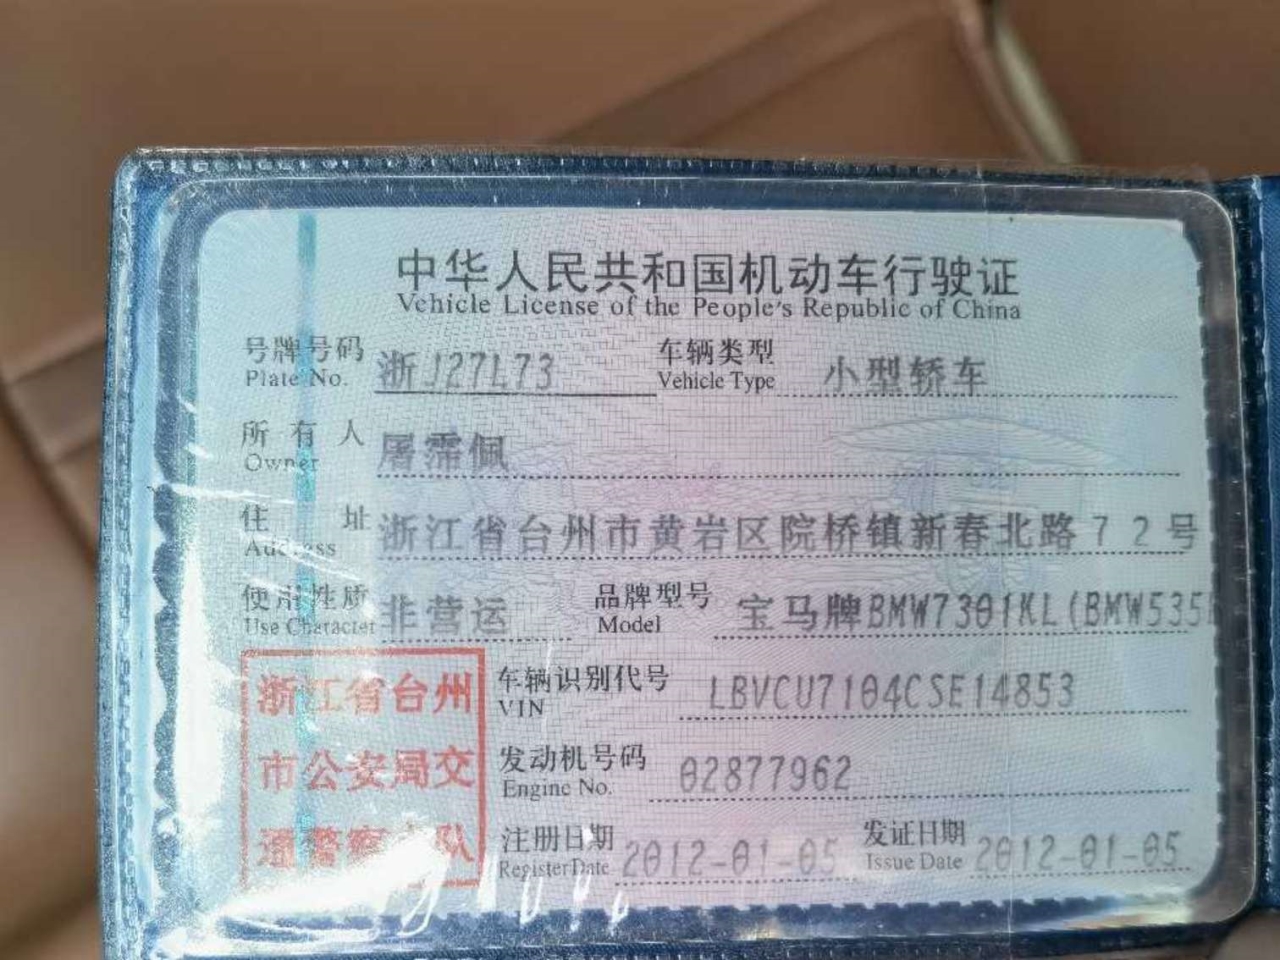 中华人民共和国机动车行驶证
Vehicle License of the People's Republic of China
号牌号码 浙J27L73 车辆类型 小型轿车
Plate No. Vehicle Type
所有人 屠霈佩
Owner
住址 浙江省台州市黄岩区院桥镇新春北路72号
Address
使用性质 非营运 品牌型号 宝马牌BMW7301KL(BMW535
Use Character Model
浙江省台州
市公安局交
通警察 队
车辆识别代号 LBVCU7104CSE14853
VIN
发动机号码 02877962
Engine No.
注册日期 2012-01-05 发证日期 2012-01-05
Register Date Issue Date